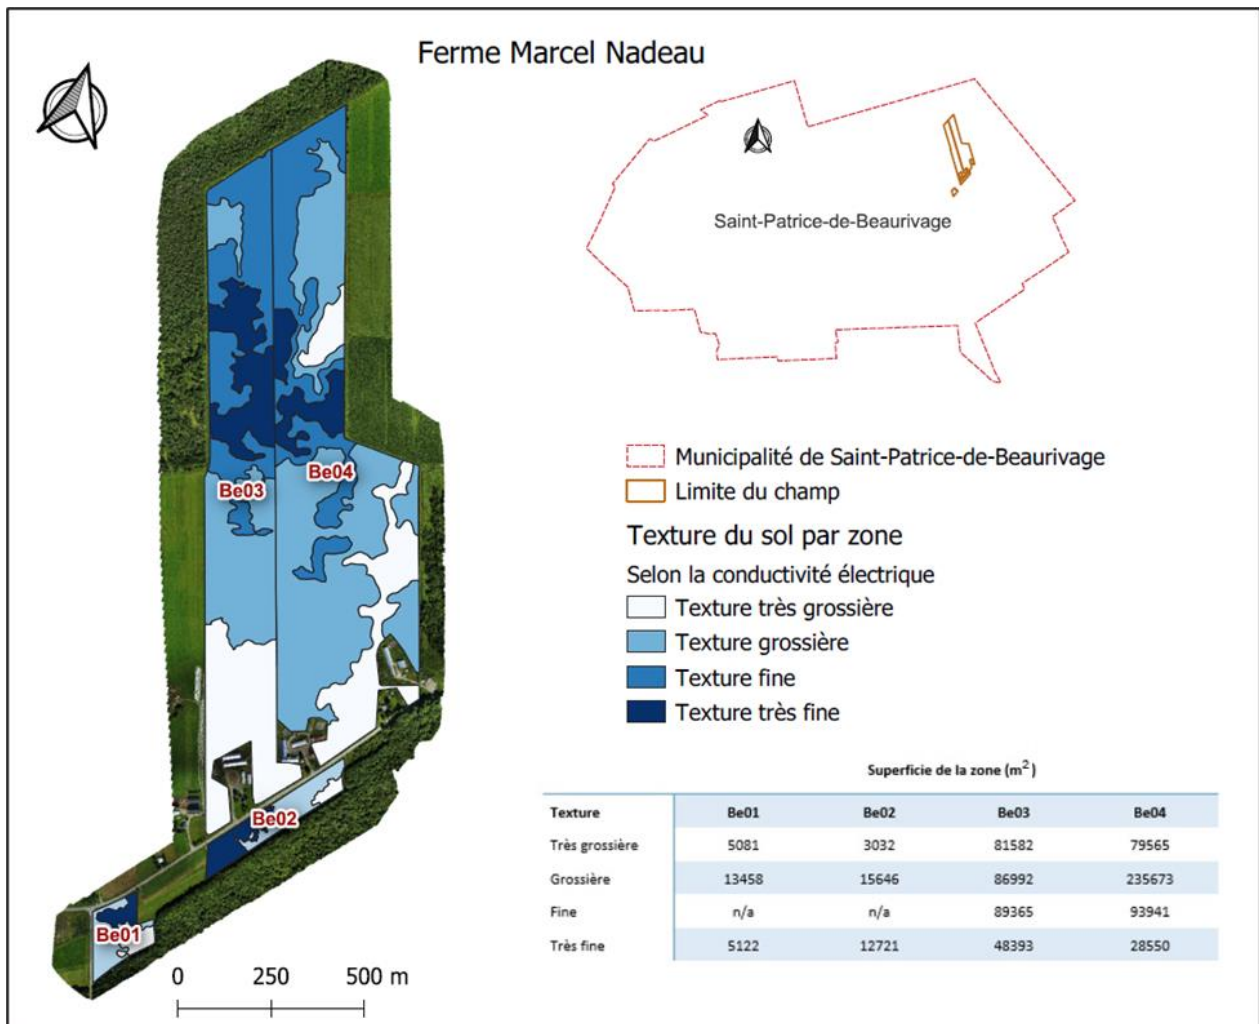 Ferme Marcel Nadeau
Saint-Patrice-de-Beaurivage
Be03
Be04
Be02
Be01
0 250 500 m
Municipalité de Saint-Patrice-de-Beaurivage
Limite du champ
Texture du sol par zone
Selon la conductivité électrique
Texture très grossière
Texture grossière
Texture fine
Texture très fine
Superficie de la zone (m²)
Texture Be01 Be02 Be03 Be04
Très grossière 5081 3032 81582 79565
Grossière 13458 15646 86992 235673
Fine n/a n/a 89365 93941
Très fine 5122 12721 48393 28550